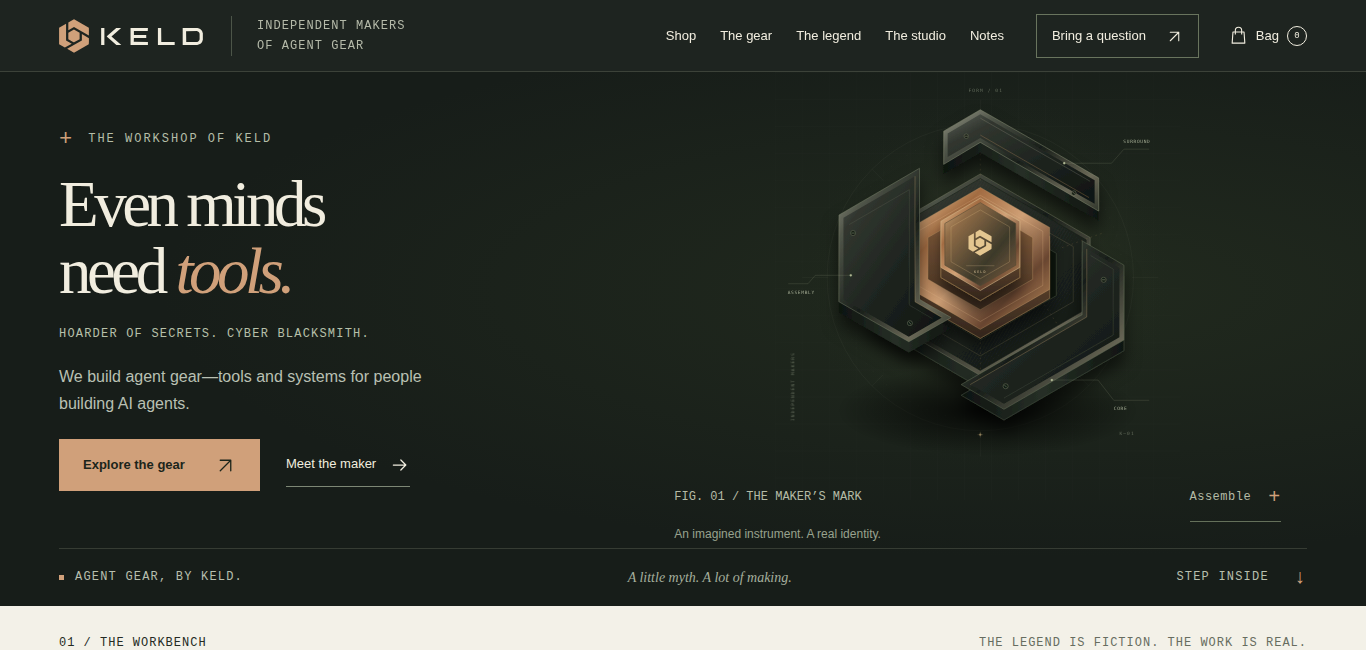 KELD
INDEPENDENT MAKERS
OF AGENT GEAR
Shop
The gear
The legend
The studio
Notes
Bring a question
Bag
0
FORM / 01
SURROUND
+ THE WORKSHOP OF KELD
Even minds
need tools.
HOARDER OF SECRETS. CYBER BLACKSMITH.
We build agent gear—tools and systems for people
building AI agents.
Explore the gear
Meet the maker
KELD
ASSEMBLY
CORE
FIG. 01 / THE MAKER’S MARK
An imagined instrument. A real identity.
Assemble +
AGENT GEAR, BY KELD.
A little myth. A lot of making.
STEP INSIDE ↓
01 / THE WORKBENCH
THE LEGEND IS FICTION. THE WORK IS REAL.